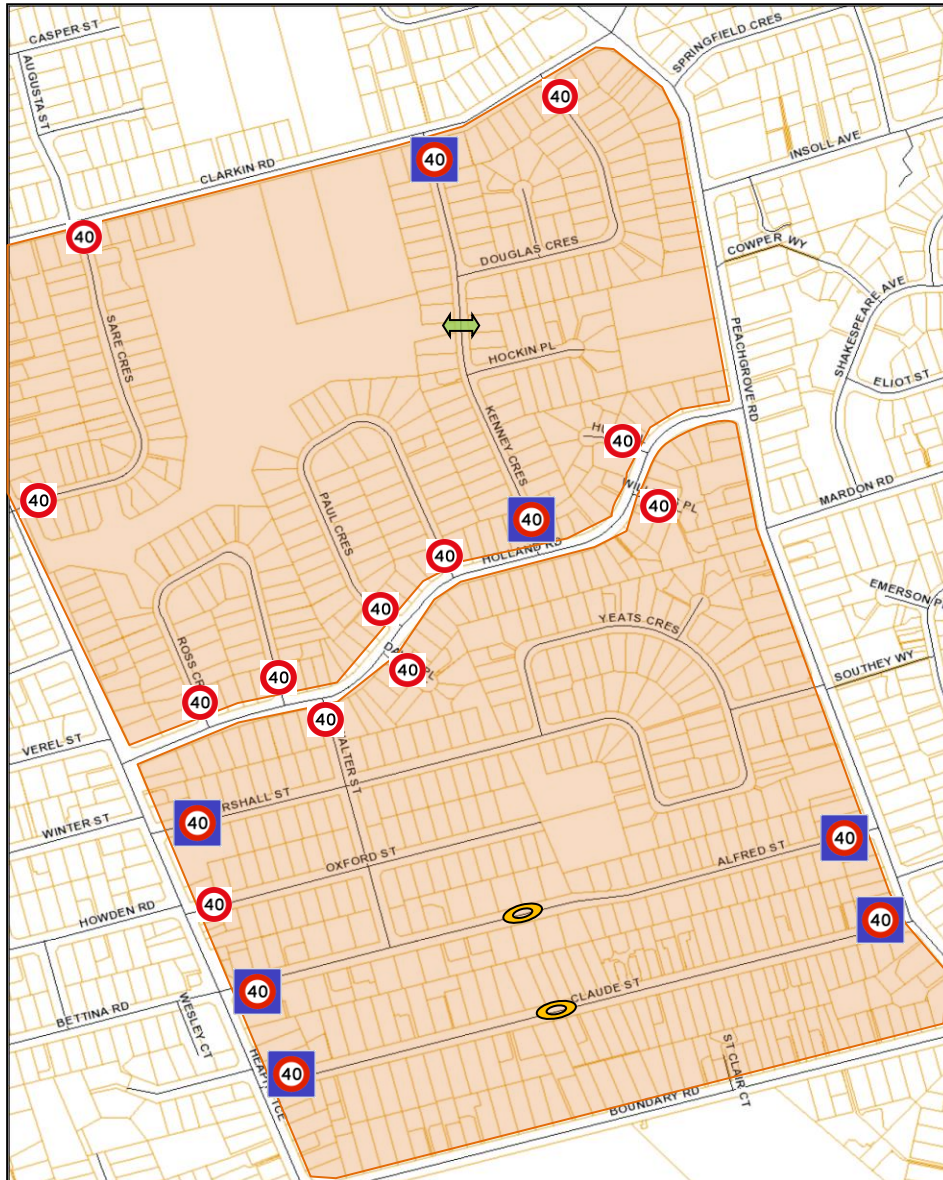 CASPER ST
SPRINGFIELD CRES
AUGUSTA ST
40
INSOLL AVE
40
CLARKIN RD
40
DOUGLAS CRES
COWPER WY
SHAKESPEARE AVE
SARE CRES
PEACHGROVE RD
HOCKIN PL
ELIOT ST
KENNEY CRES
40
PAUL CRES
40
MARDON RD
40
40
HOLLAND RD
40
EMERSON
40
YEATS CRES
ROSS
40
SOUTHEY WY
40
40
40
VEREL ST
40
WINTER ST
OXFORD ST
ALFRED ST
40
HOWDEN RD
40
40
40
CLAUDE ST
BETTINA RD
WESLEY CT
40
ST CLAIR CT
BOUNDARY RD